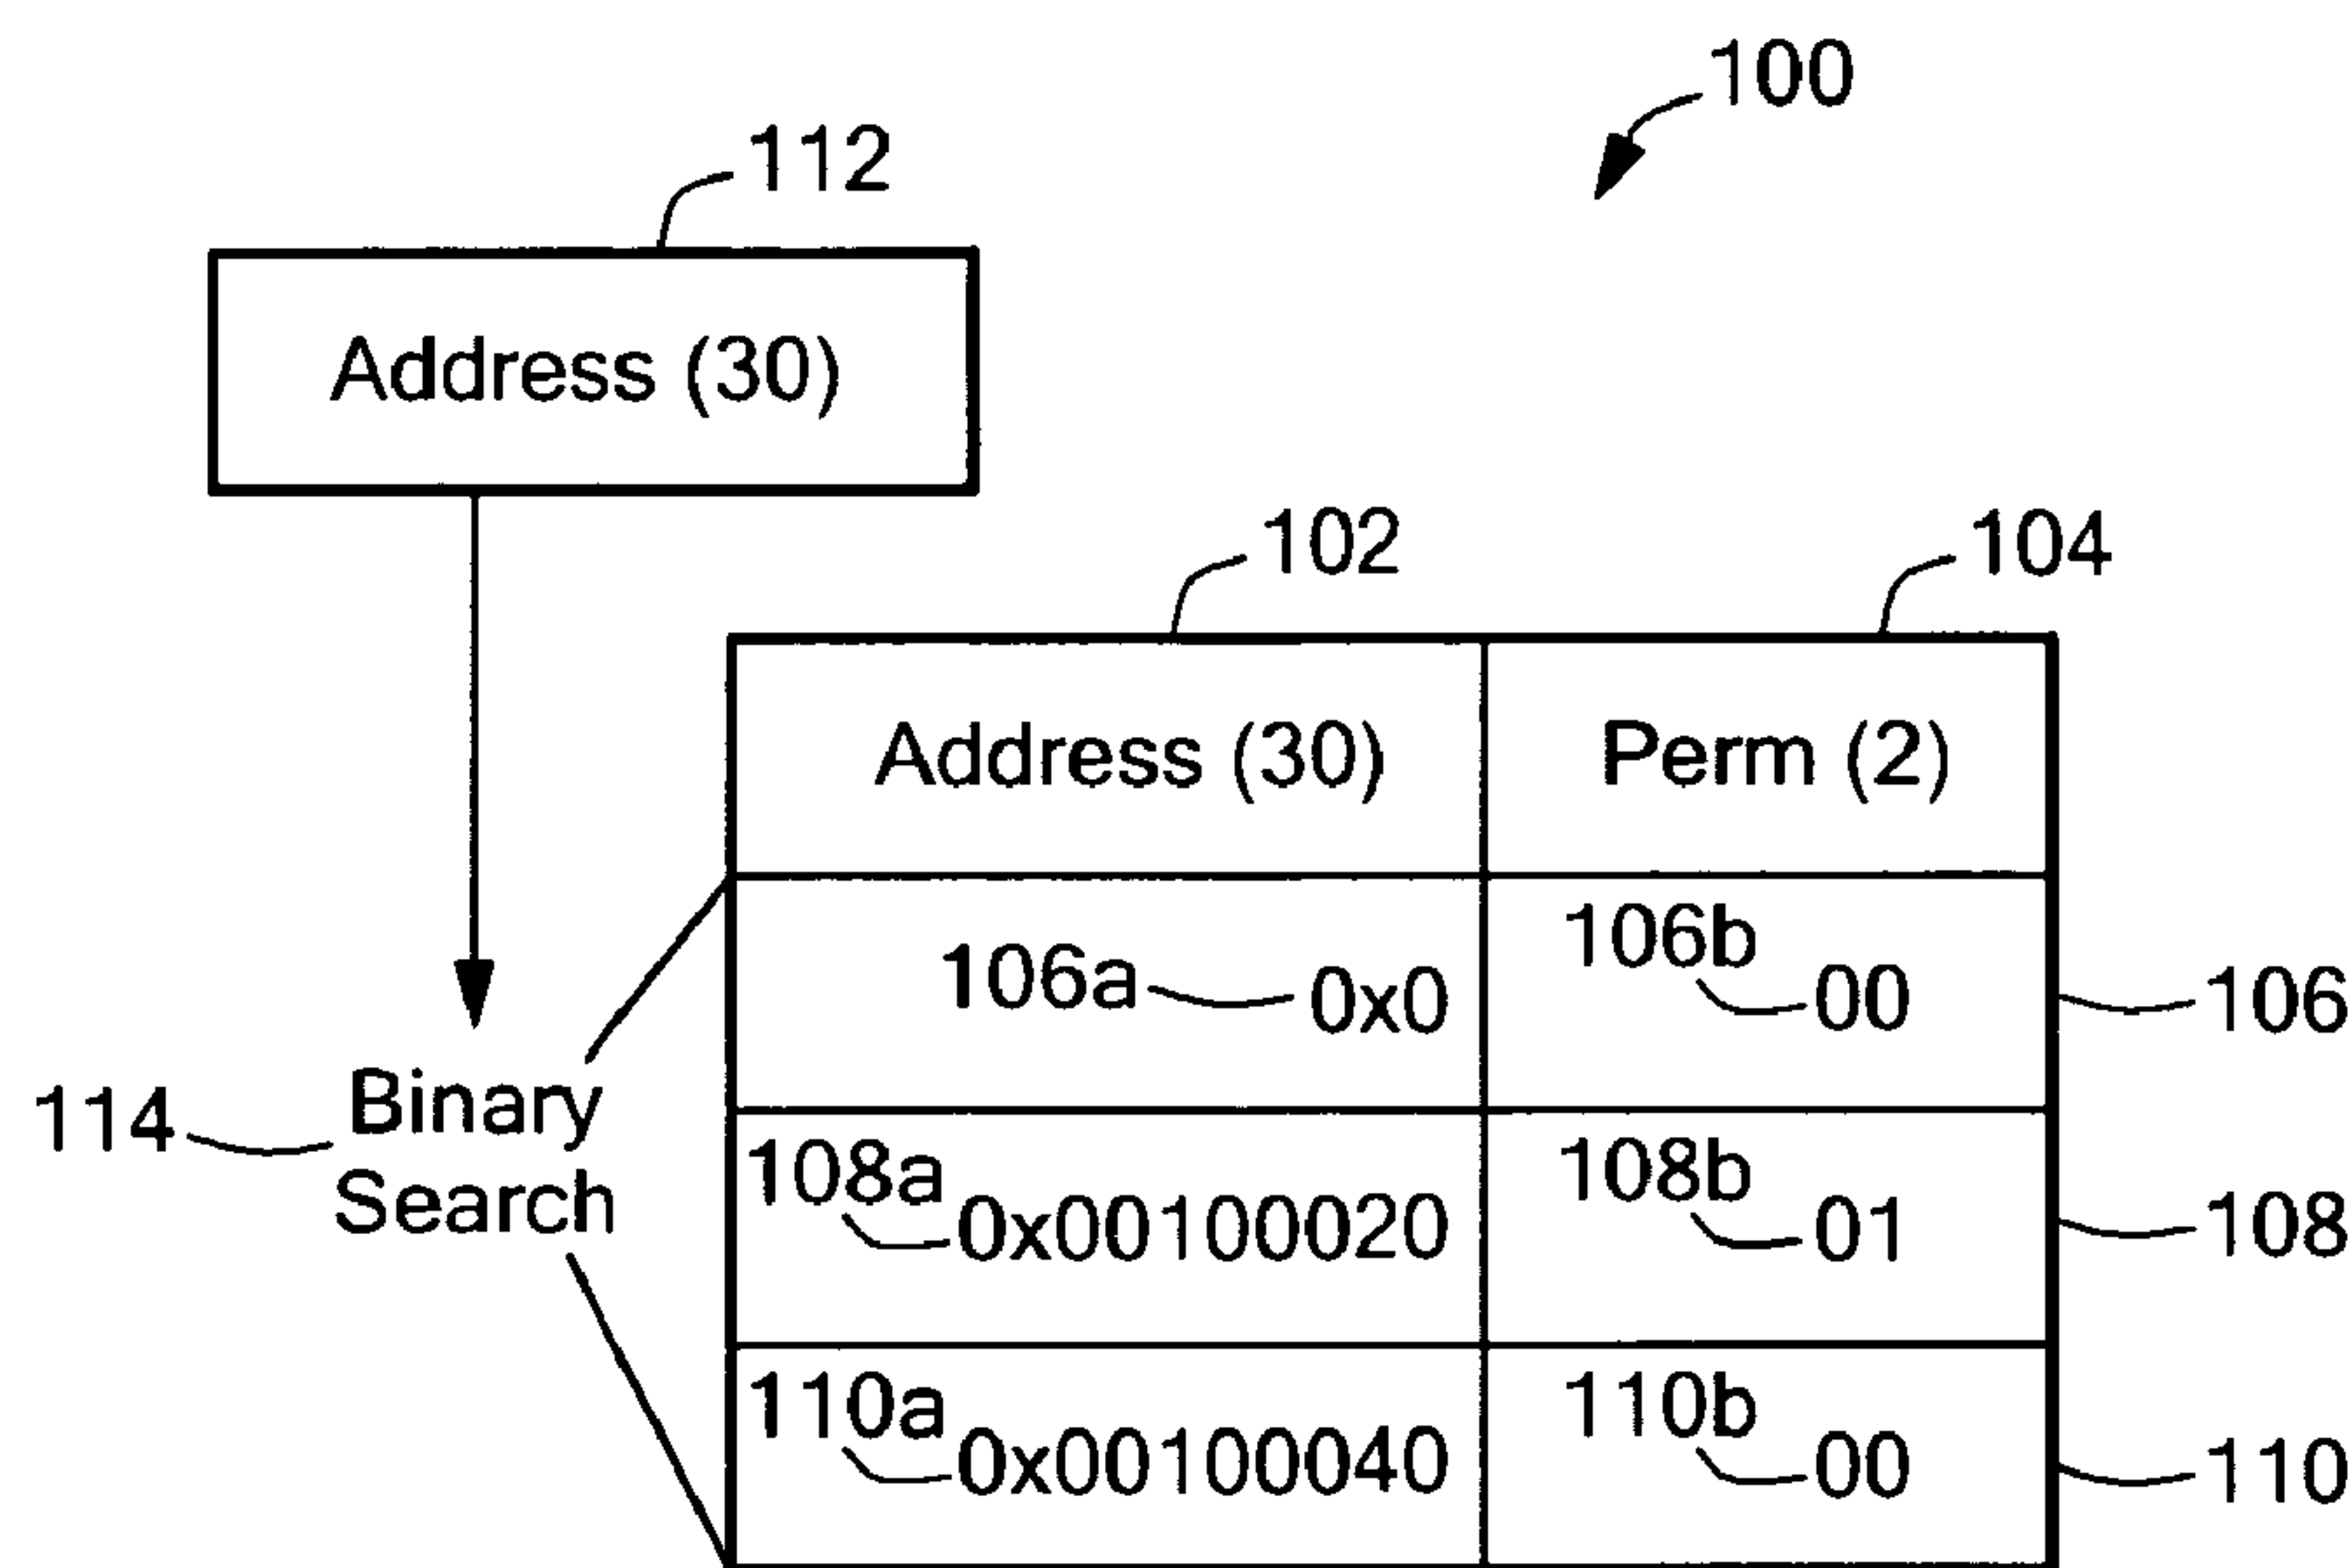 100
112
Address (30)
102
104
Address (30)
Perm (2)
106a
0x0
106b
00
106
114
Binary
Search
108a
0x00100020
108b
01
108
110a
0x00100040
110b
00
110